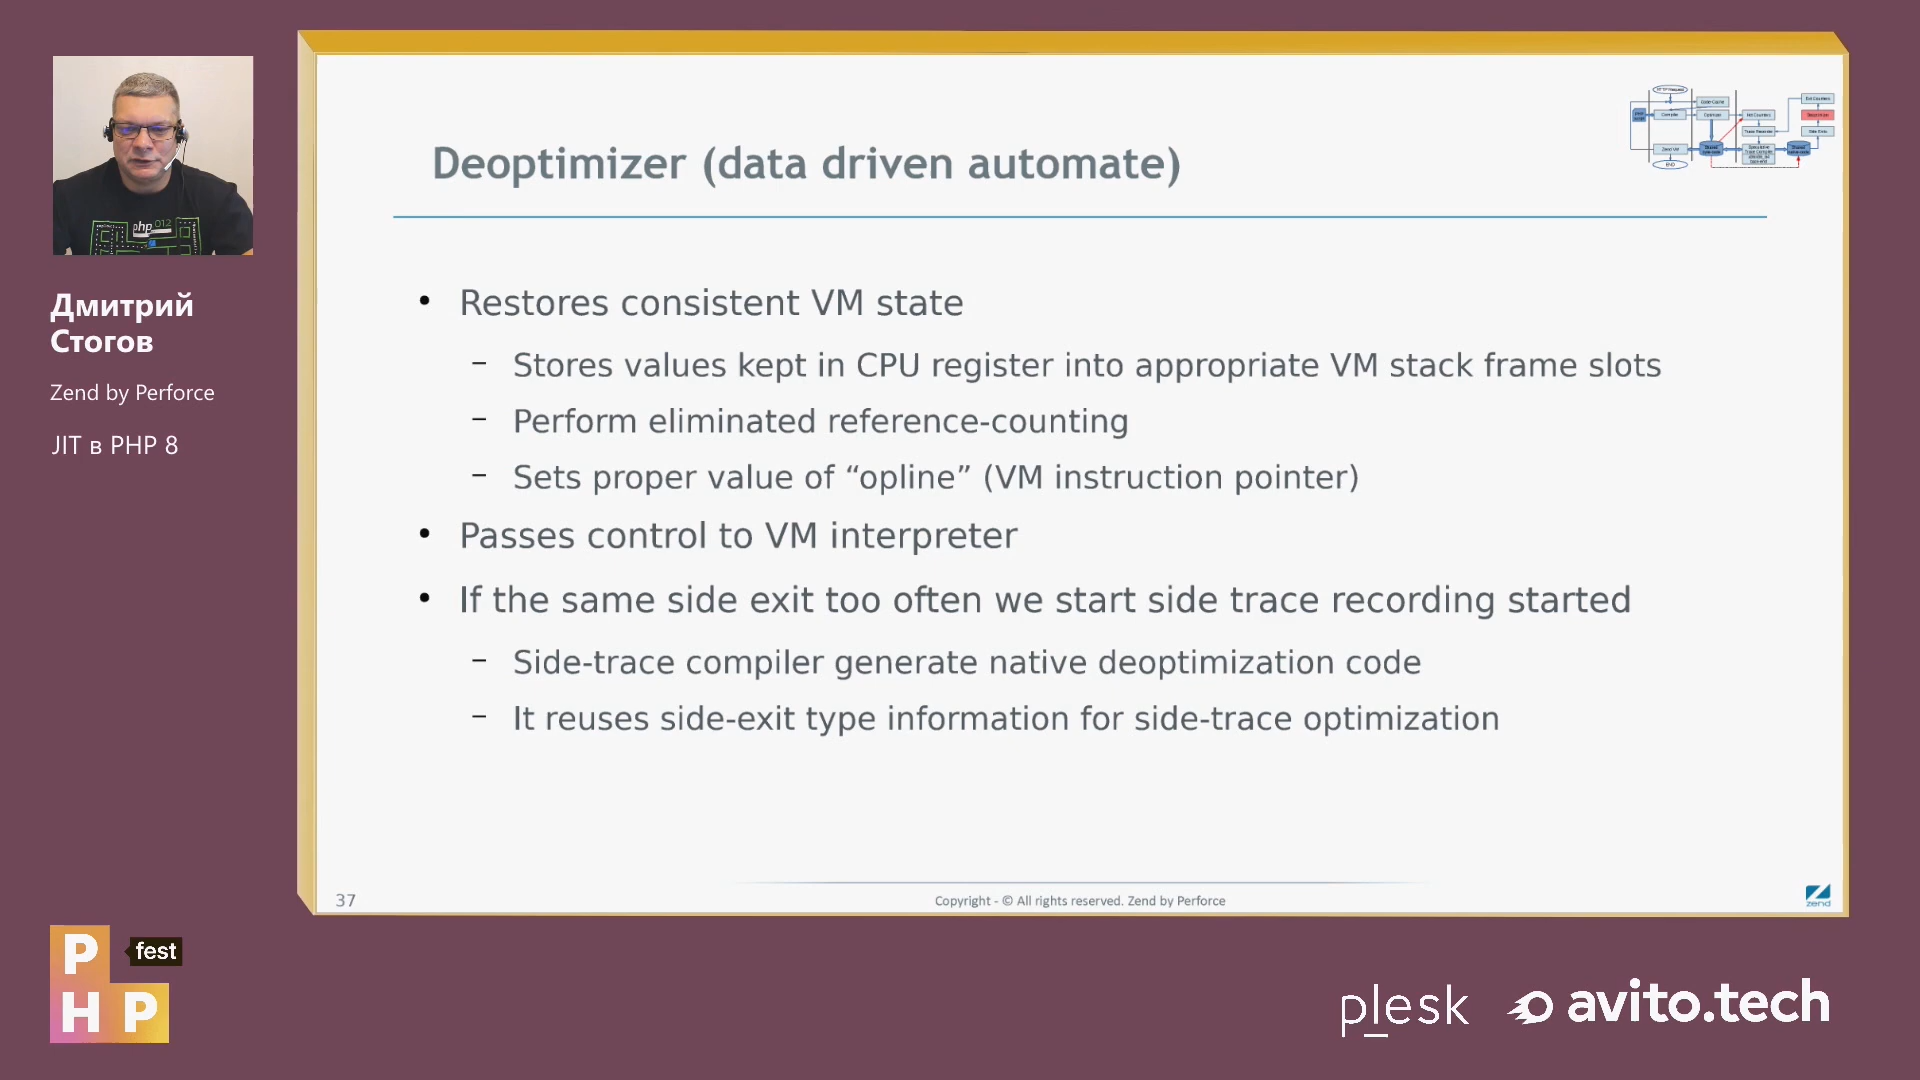 Дмитрий
Стогов
Zend by Perforce
JIT в PHP 8
Deoptimizer (data driven automate)
• Restores consistent VM state
– Stores values kept in CPU register into appropriate VM stack frame slots
– Perform eliminated reference-counting
– Sets proper value of “opline” (VM instruction pointer)
• Passes control to VM interpreter
• If the same side exit too often we start side trace recording started
– Side-trace compiler generate native deoptimization code
– It reuses side-exit type information for side-trace optimization
37
Copyright - © All rights reserved. Zend by Perforce
zend
P
fest
HP
plesk
avito.tech